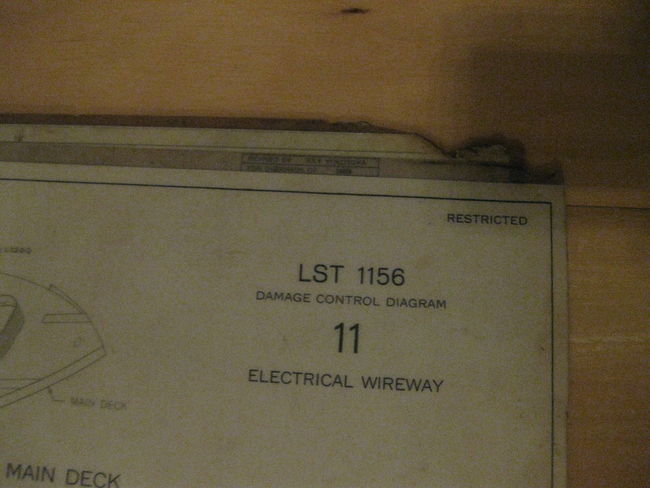 RESTRICTED
LST 1156
DAMAGE CONTROL DIAGRAM
11
ELECTRICAL WIREWAY
MAIN DECK
MAIN DECK